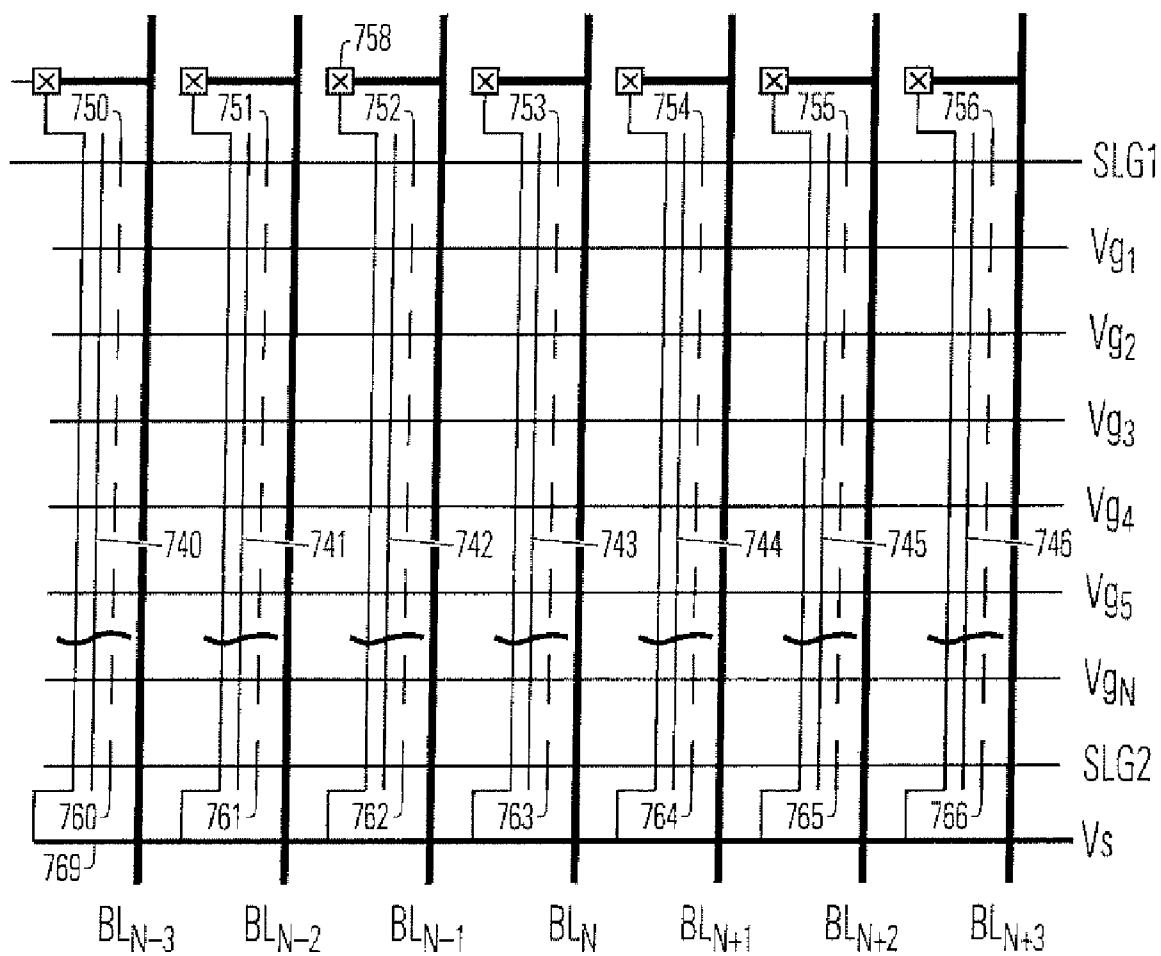 758
750 751 752 753 754 755 756
SLG1
Vg1
Vg2
Vg3
Vg4
740 741 742 743 744 745 746
Vg5
VgN
SLG2
760 761 762 763 764 765 766
Vs
769
BLN–3 BLN–2 BLN–1 BLN BLN+1 BLN+2 BLN+3